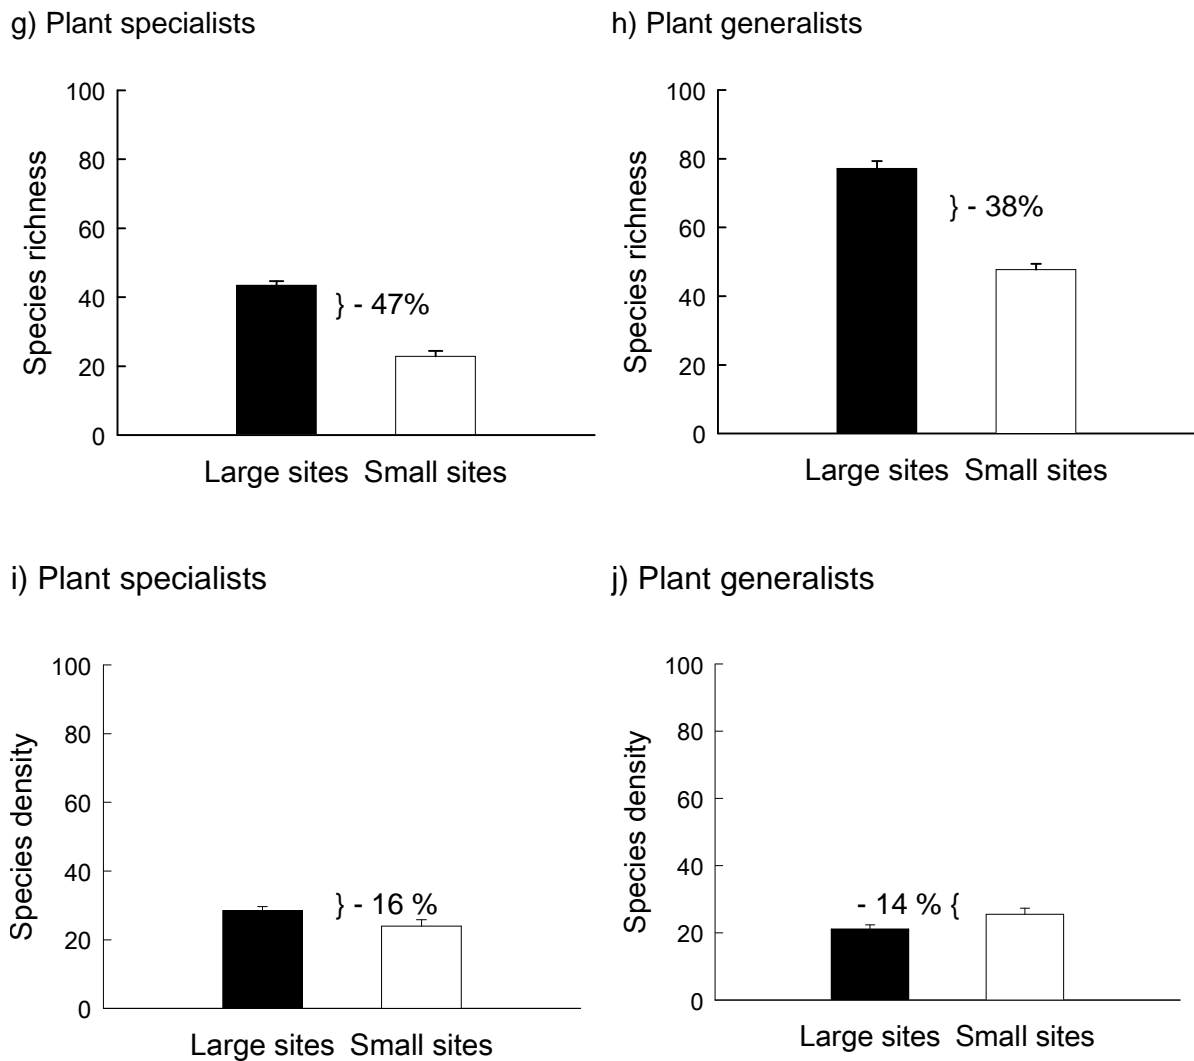 g) Plant specialists
100
80
60
40
20
0
Species richness
} - 47%
Large sites Small sites
h) Plant generalists
100
80
60
40
20
0
Species richness
} - 38%
Large sites Small sites
i) Plant specialists
100
80
60
40
20
0
Species density
} - 16 %
Large sites Small sites
j) Plant generalists
100
80
60
40
20
0
Species density
- 14 % {
Large sites Small sites